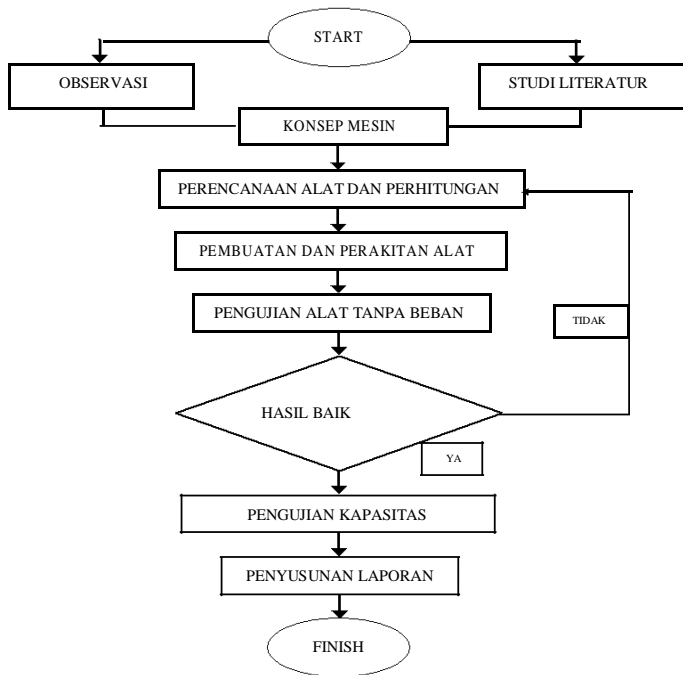 START
OBSERVASI
STUDI LITERATUR
KONSEP MESIN
PERENCANAAN ALAT DAN PERHITUNGAN
PEMBUATAN DAN PERAKITAN ALAT
PENGUJIAN ALAT TANPA BEBAN
TIDAK
HASIL BAIK
YA
PENGUJIAN KAPASITAS
PENYUSUNAN LAPORAN
FINISH